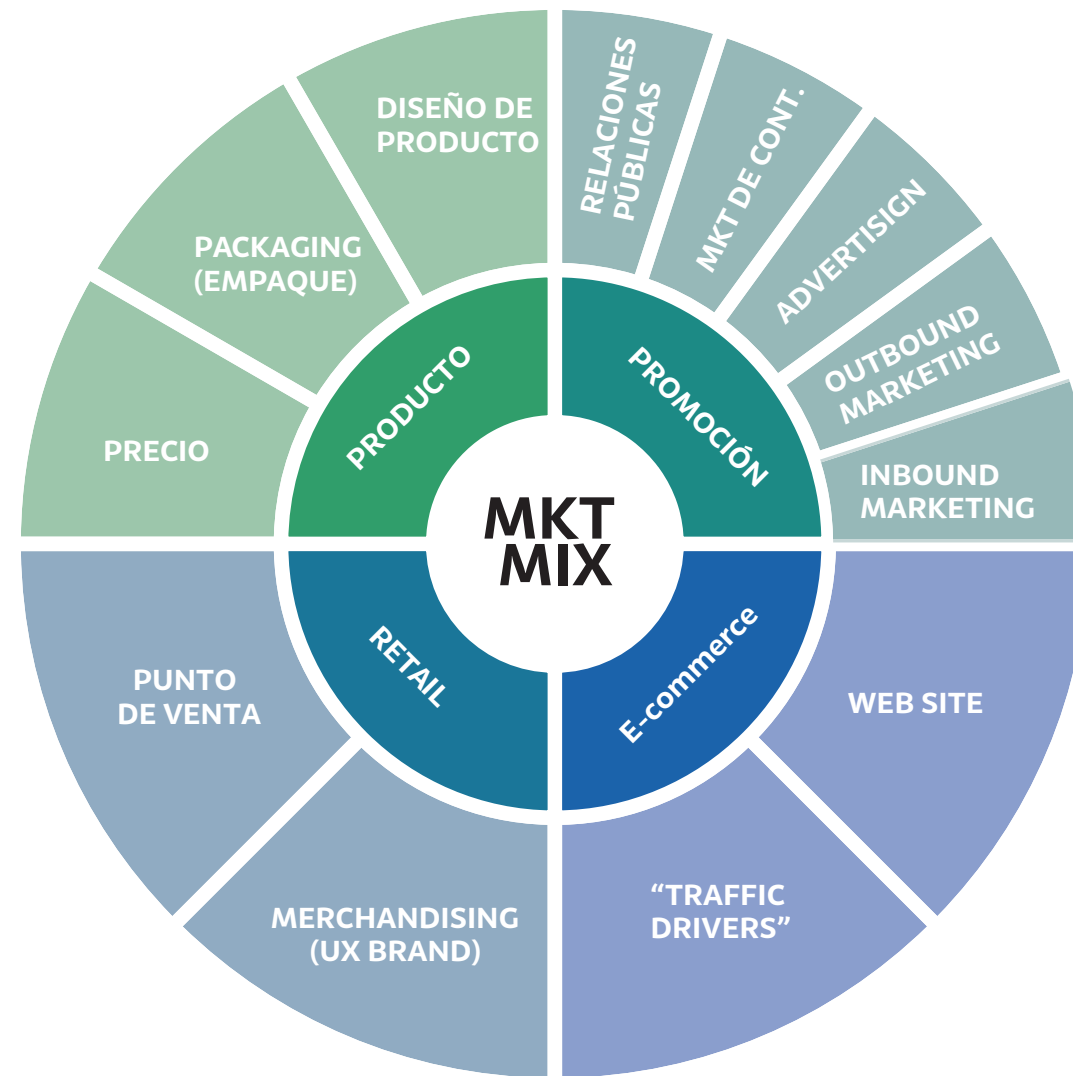 MKT
MIX
PRODUCTO
DISEÑO DE
PRODUCTO
PACKAGING
(EMPAQUE)
PRECIO
PROMOCIÓN
RELACIONES
PÚBLICAS
MKT DE CONT.
ADVERTISIGN
OUTBOUND
MARKETING
INBOUND
MARKETING
RETAIL
PUNTO
DE VENTA
MERCHANDISING
(UX BRAND)
E-commerce
WEB SITE
“TRAFFIC
DRIVERS”